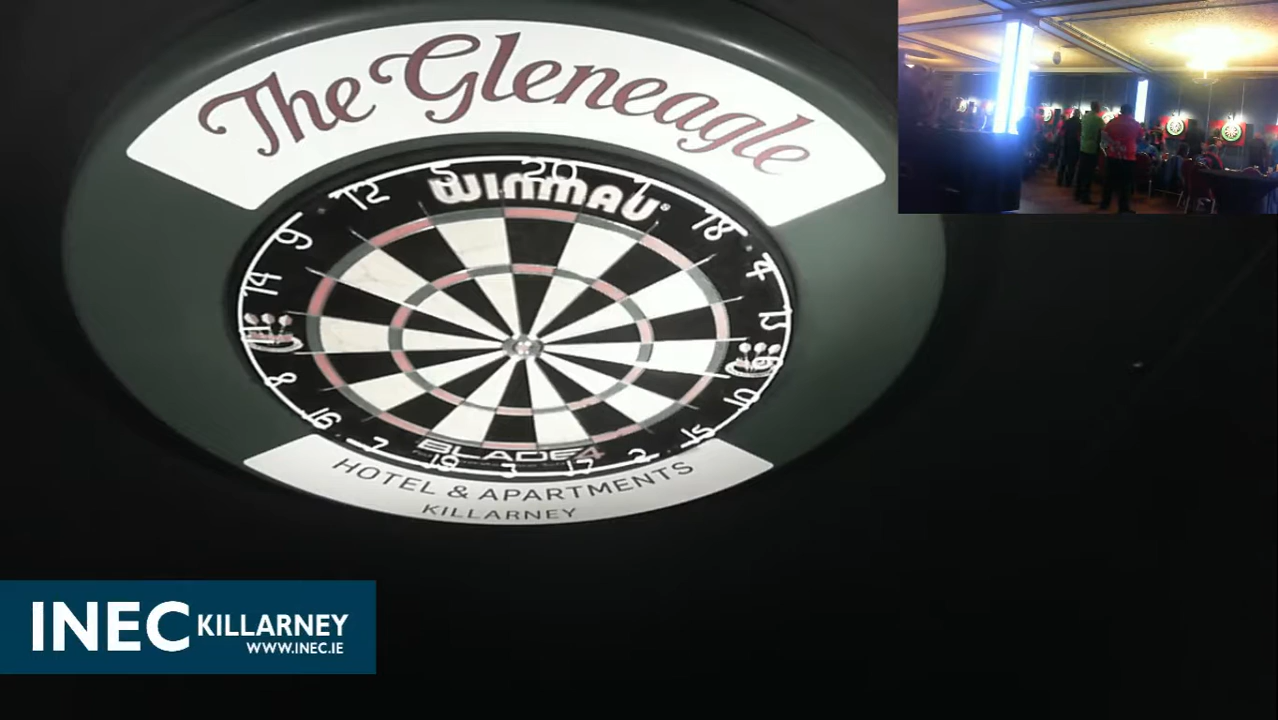 The Gleneagle
5 20 1
12 18
WINMAU
9 4
14 13
11 6
8 10
16 15
7 2
BLADE4
19 3 17
HOTEL & APARTMENTS
KILLARNEY
INEC KILLARNEY
WWW.INEC.IE